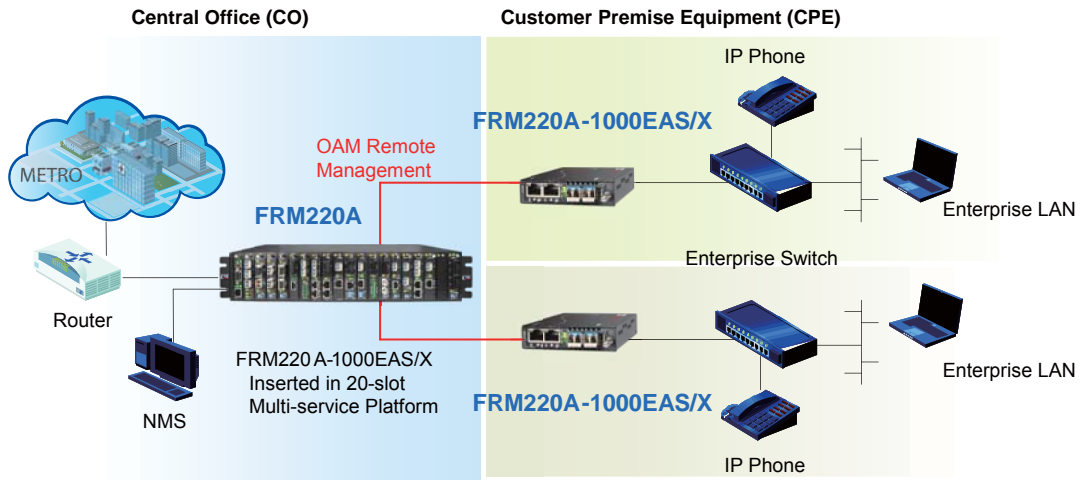 Central Office (CO)
Customer Premise Equipment (CPE)
IP Phone
FRM220A-1000EAS/X
OAM Remote
Management
METRO
FRM220A
Enterprise LAN
Enterprise Switch
Router
FRM220 A-1000EAS/X
Inserted in 20-slot
Multi-service Platform
NMS
Enterprise LAN
FRM220A-1000EAS/X
IP Phone